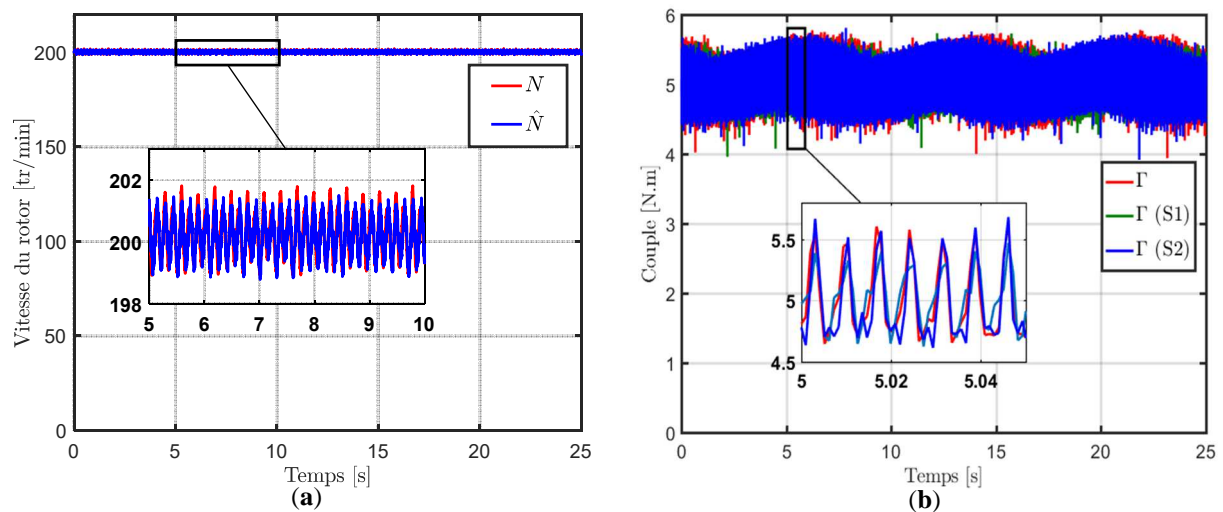 Vitesse du rotor [tr/min]
200
150
100
50
0
0 5 10 15 20 25
Temps [s]
N
N̂
202
200
198
5 6 7 8 9 10
(a)
Couple [N.m]
6
5
4
3
2
1
0
0 5 10 15 20 25
Temps [s]
Γ
Γ (S1)
Γ (S2)
5.5
5
4.5
5 5.02 5.04
(b)